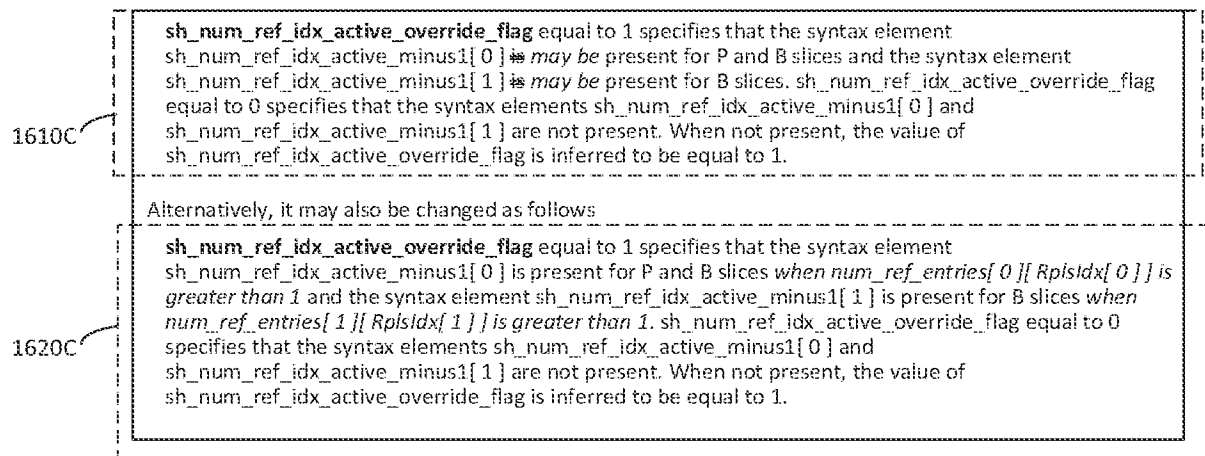 sh_num_ref_idx_active_override_flag equal to 1 specifies that the syntax element
sh_num_ref_idx_active_minus1[ 0 ] is may be present for P and B slices and the syntax element
sh_num_ref_idx_active_minus1[ 1 ] is may be present for B slices. sh_num_ref_idx_active_override_flag
equal to 0 specifies that the syntax elements sh_num_ref_idx_active_minus1[ 0 ] and
1610C
sh_num_ref_idx_active_minus1[ 1 ] are not present. When not present, the value of
sh_num_ref_idx_active_override_flag is inferred to be equal to 1.
Alternatively, it may also be changed as follows
sh_num_ref_idx_active_override_flag equal to 1 specifies that the syntax element
sh_num_ref_idx_active_minus1[ 0 ] is present for P and B slices when num_ref_entries[ 0 ][ RplsIdx[ 0 ] ] is
greater than 1 and the syntax element sh_num_ref_idx_active_minus1[ 1 ] is present for B slices when
num_ref_entries[ 1 ][ RplsIdx[ 1 ] ] is greater than 1. sh_num_ref_idx_active_override_flag equal to 0
1620C
specifies that the syntax elements sh_num_ref_idx_active_minus1[ 0 ] and
sh_num_ref_idx_active_minus1[ 1 ] are not present. When not present, the value of
sh_num_ref_idx_active_override_flag is inferred to be equal to 1.